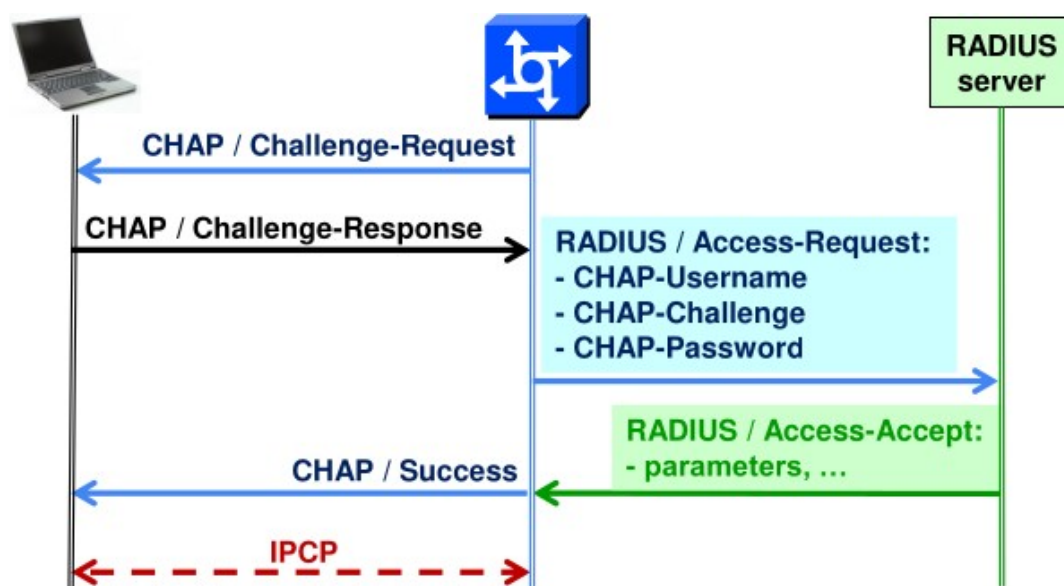 RADIUS
server
CHAP / Challenge-Request
CHAP / Challenge-Response
RADIUS / Access-Request:
- CHAP-Username
- CHAP-Challenge
- CHAP-Password
RADIUS / Access-Accept:
- parameters, ...
CHAP / Success
IPCP